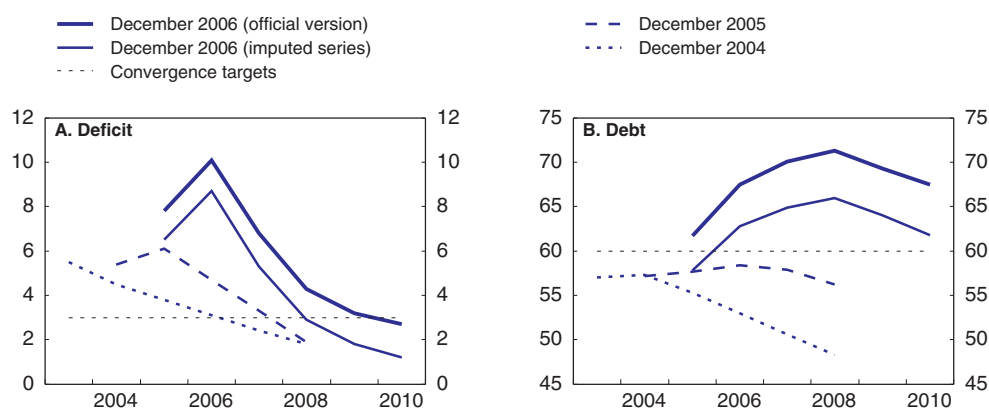 December 2006 (official version)
December 2006 (imputed series)
Convergence targets
December 2005
December 2004
A. Deficit
12 12
10 10
8 8
6 6
4 4
2 2
0 0
2004 2006 2008 2010
B. Debt
75 75
70 70
65 65
60 60
55 55
50 50
45 45
2004 2006 2008 2010